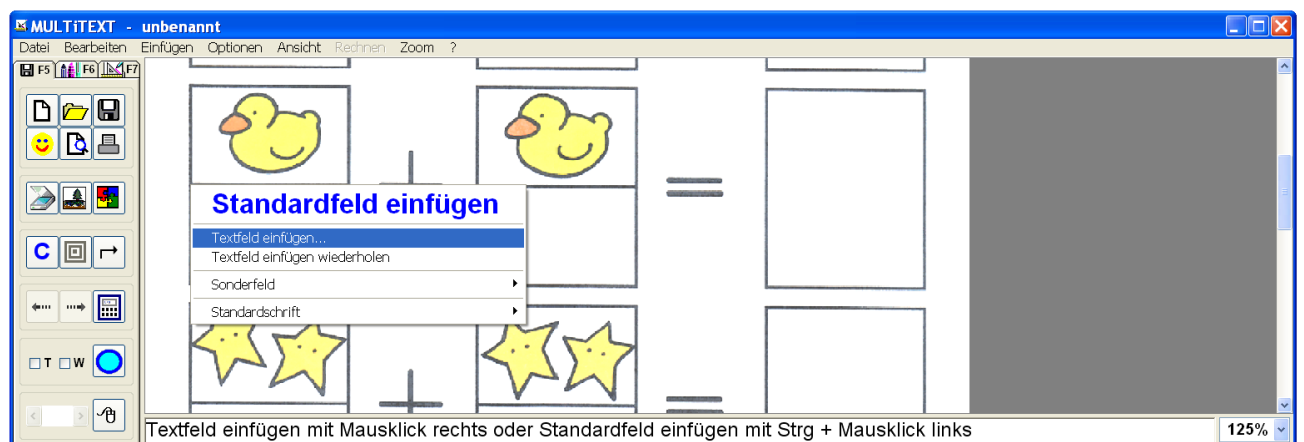 MULTiTEXT - unbenannt
Datei Bearbeiten Einfügen Optionen Ansicht Rechnen Zoom ?
F5 F6 F7
Standardfeld einfügen
Textfeld einfügen...
Textfeld einfügen wiederholen
Sonderfeld
Standardschrift
C
T W
Textfeld einfügen mit Mausklick rechts oder Standardfeld einfügen mit Strg + Mausklick links
125%